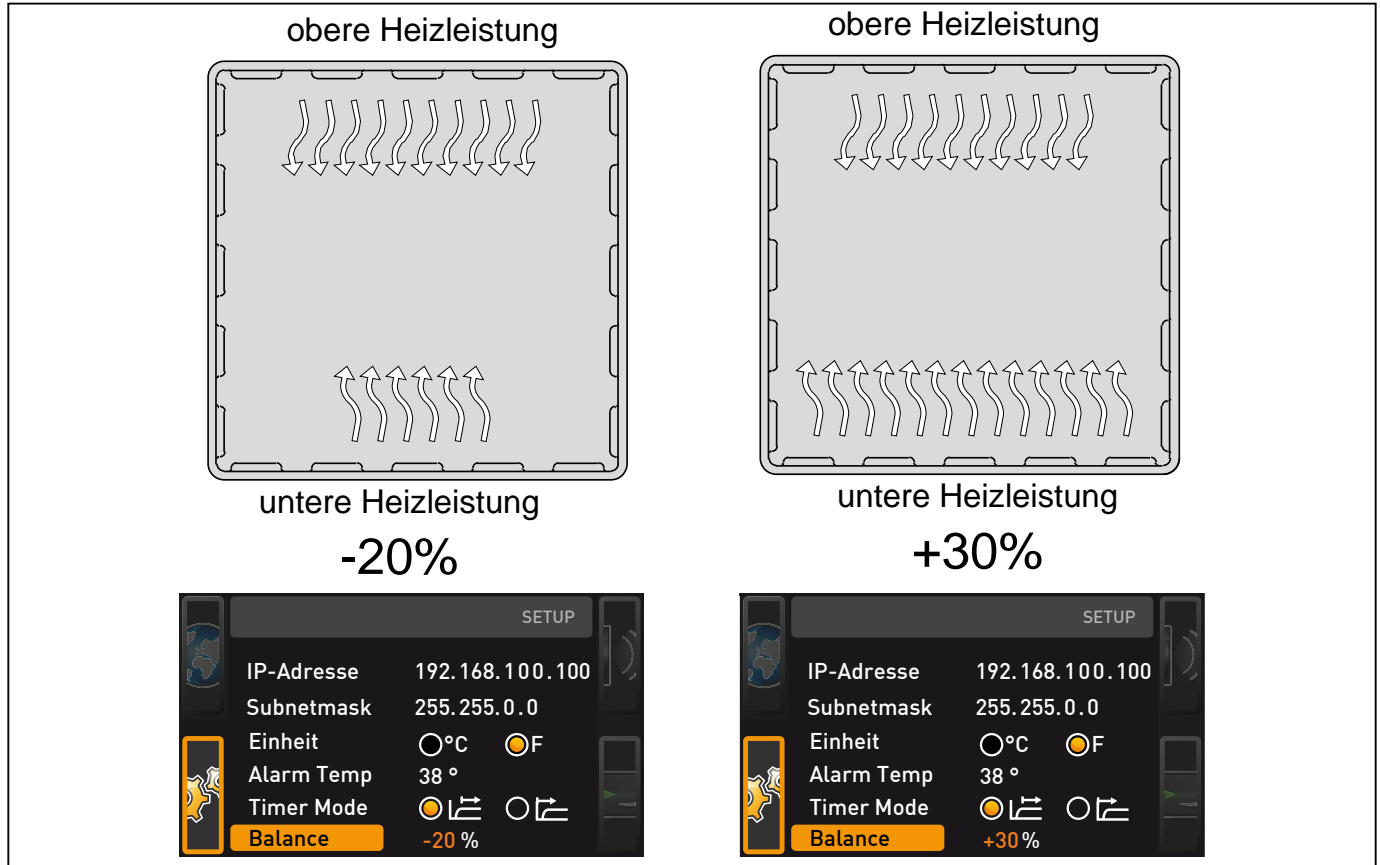 obere Heizleistung
untere Heizleistung
-20%
SETUP
IP-Adresse 192.168.100.100
Subnetmask 255.255.0.0
Einheit °C F
Alarm Temp 38 °
Timer Mode
Balance -20 %
obere Heizleistung
untere Heizleistung
+30%
SETUP
IP-Adresse 192.168.100.100
Subnetmask 255.255.0.0
Einheit °C F
Alarm Temp 38 °
Timer Mode
Balance +30 %